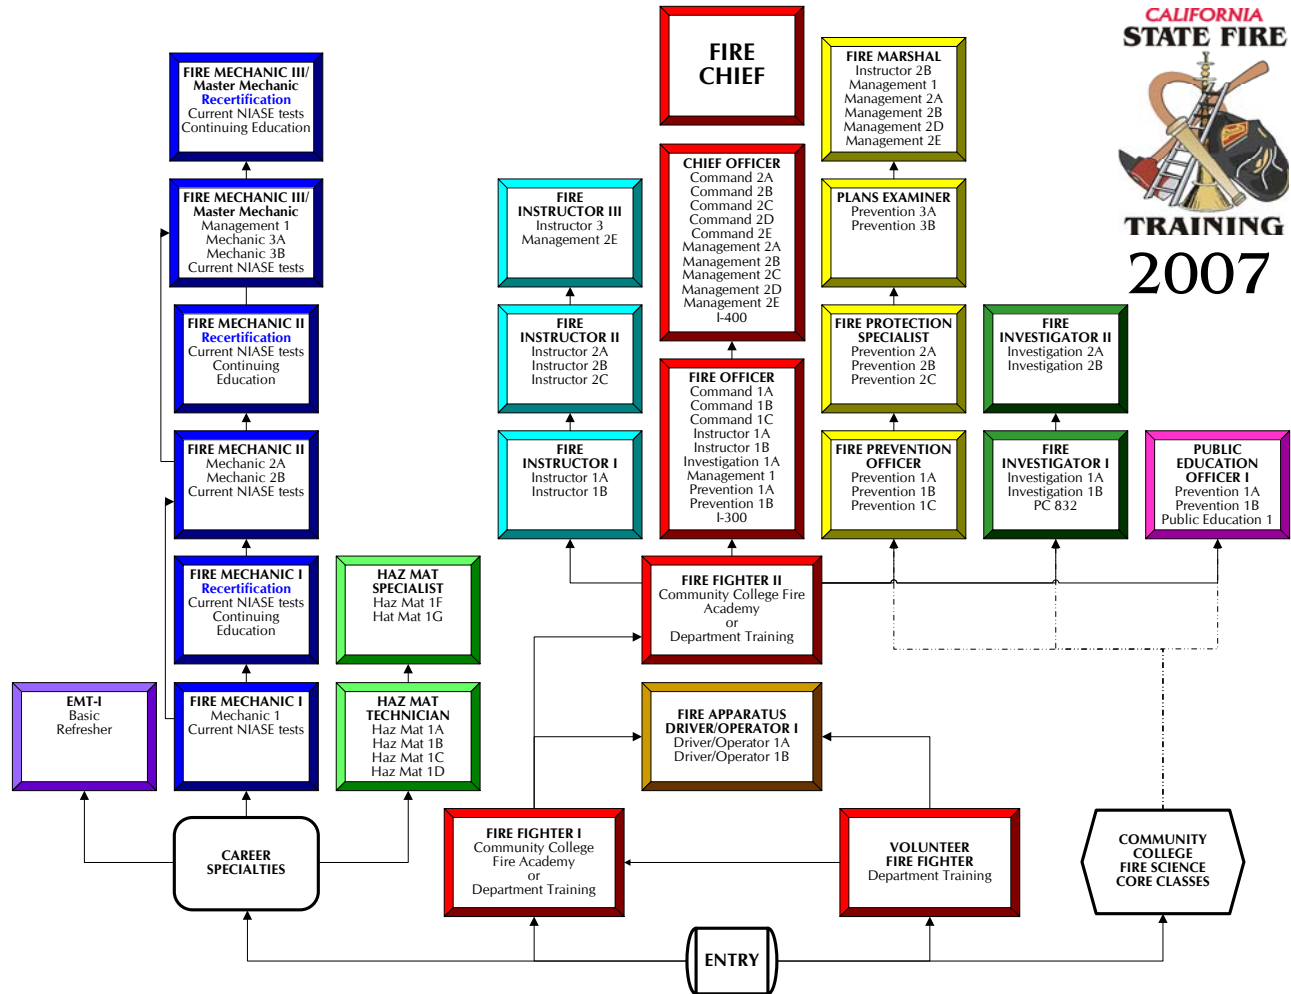 CALIFORNIA
STATE FIRE
TRAINING
2007
FIRE
CHIEF
FIRE MARSHAL
Instructor 2B
Management 1
Management 2A
Management 2B
Management 2D
Management 2E
FIRE MECHANIC III/
Master Mechanic
Recertification
Current NIASE tests
Continuing Education
CHIEF OFFICER
Command 2A
Command 2B
Command 2C
Command 2D
Command 2E
Management 2A
Management 2B
Management 2C
Management 2D
Management 2E
I-400
FIRE MECHANIC III/
Master Mechanic
Management 1
Mechanic 3A
Mechanic 3B
Current NIASE tests
FIRE
INSTRUCTOR III
Instructor 3
Management 2E
PLANS EXAMINER
Prevention 3A
Prevention 3B
FIRE MECHANIC II
Recertification
Current NIASE tests
Continuing
Education
FIRE
INSTRUCTOR II
Instructor 2A
Instructor 2B
Instructor 2C
FIRE PROTECTION
SPECIALIST
Prevention 2A
Prevention 2B
Prevention 2C
FIRE
INVESTIGATOR II
Investigation 2A
Investigation 2B
FIRE OFFICER
Command 1A
Command 1B
Command 1C
Instructor 1A
Instructor 1B
Investigation 1A
Management 1
Prevention 1A
Prevention 1B
I-300
FIRE MECHANIC II
Mechanic 2A
Mechanic 2B
Current NIASE tests
FIRE
INSTRUCTOR I
Instructor 1A
Instructor 1B
FIRE PREVENTION
OFFICER
Prevention 1A
Prevention 1B
Prevention 1C
FIRE
INVESTIGATOR I
Investigation 1A
Investigation 1B
PC 832
PUBLIC
EDUCATION
OFFICER I
Prevention 1A
Prevention 1B
Public Education 1
FIRE MECHANIC I
Recertification
Current NIASE tests
Continuing
Education
HAZ MAT
SPECIALIST
Haz Mat 1F
Hat Mat 1G
FIRE FIGHTER II
Community College Fire
Academy
or
Department Training
EMT-I
Basic
Refresher
FIRE MECHANIC I
Mechanic 1
Current NIASE tests
HAZ MAT
TECHNICIAN
Haz Mat 1A
Haz Mat 1B
Haz Mat 1C
Haz Mat 1D
FIRE APPARATUS
DRIVER/OPERATOR I
Driver/Operator 1A
Driver/Operator 1B
CAREER
SPECIALTIES
FIRE FIGHTER I
Community College
Fire Academy
or
Department Training
VOLUNTEER
FIRE FIGHTER
Department Training
COMMUNITY
COLLEGE
FIRE SCIENCE
CORE CLASSES
ENTRY